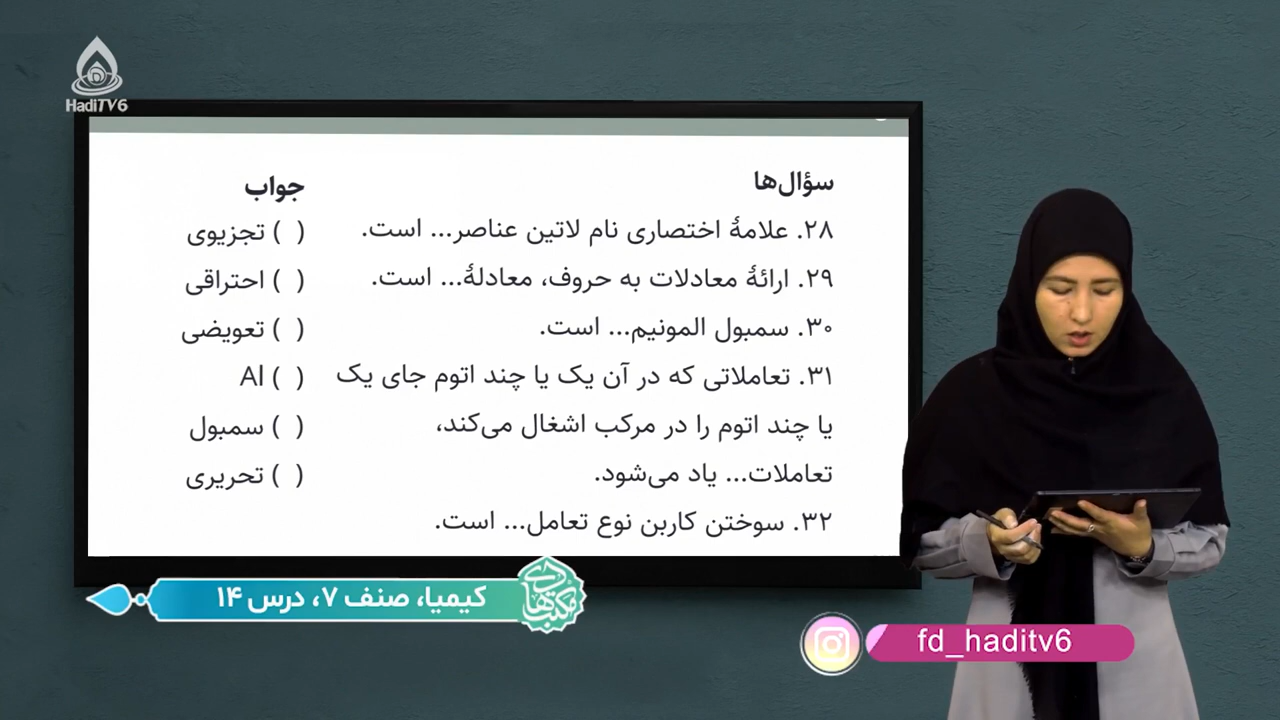 HadiTV6
سؤال‌ها
جواب
۲۸. علامهٔ اختصاری نام لاتین عناصر... است.
( ) تجزیوی
۲۹. ارائهٔ معادلات به حروف، معادلهٔ... است.
( ) احتراقی
۳۰. سمبول المونیم... است.
( ) تعویضی
۳۱. تعاملاتی که در آن یک یا چند اتوم جای یک
( ) Al
یا چند اتوم را در مرکب اشغال می‌کند،
( ) سمبول
تعاملات... یاد می‌شود.
( ) تحریری
۳۲. سوختن کاربن نوع تعامل... است.
کیمیا، صنف ۷، درس ۱۴
مکتب هادی
fd_haditv6